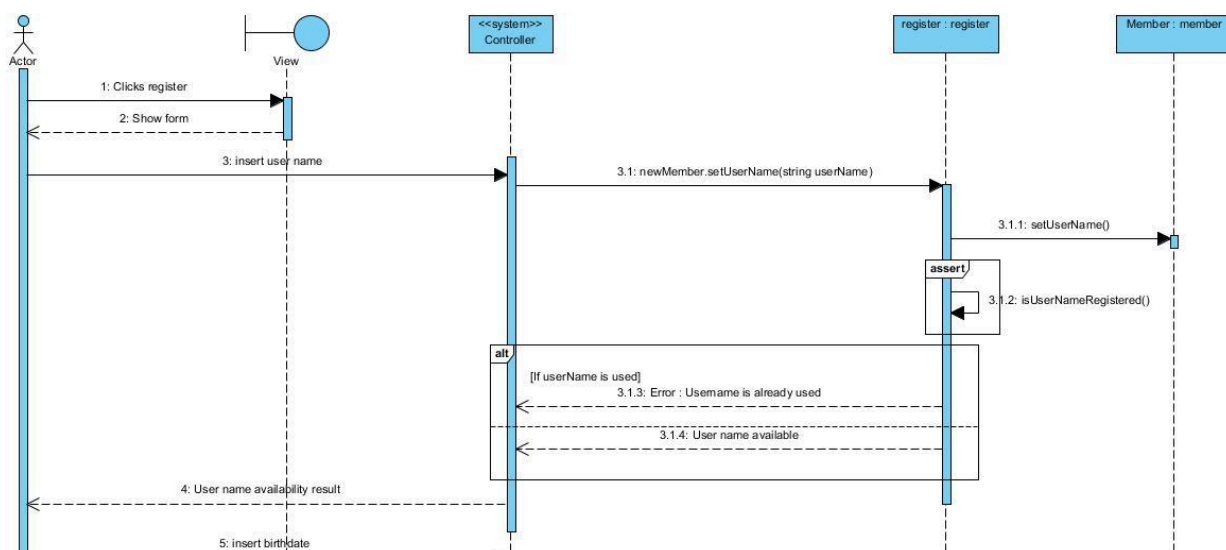 <<system>>
Controller
register : register
Member : member
Actor
View
1: Clicks register
2: Show form
3: insert user name
3.1: newMember.setUserName(string userName)
3.1.1: setUserName()
assert
3.1.2: isUserNameRegistered()
alt
[If userName is used]
3.1.3: Error : Username is already used
3.1.4: User name available
4: User name availability result
5: insert birthdate